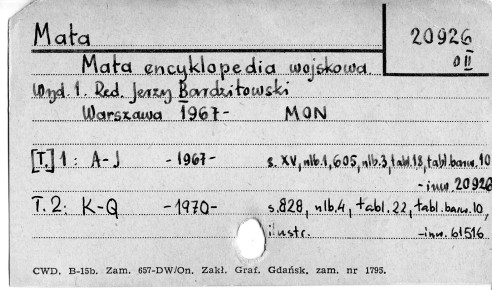 Mała
20926
O II
Mała encyklopedia wojskowa
Wyd. 1. Red. Jerzy Bordziłowski
Warszawa 1967- MON
[T.] 1: A-J -1967- s. XV, nlb.1, 605, nlb.3, tabl.18, tabl.barw.10
-inw. 20926
T. 2: K-Q -1970- s.828, nlb.4, tabl.22, tabl.barw.10,
ilustr. -inw. 61516
CWD. B-15b. Zam. 657-DW/On. Zakł. Graf. Gdańsk, zam. nr 1795.